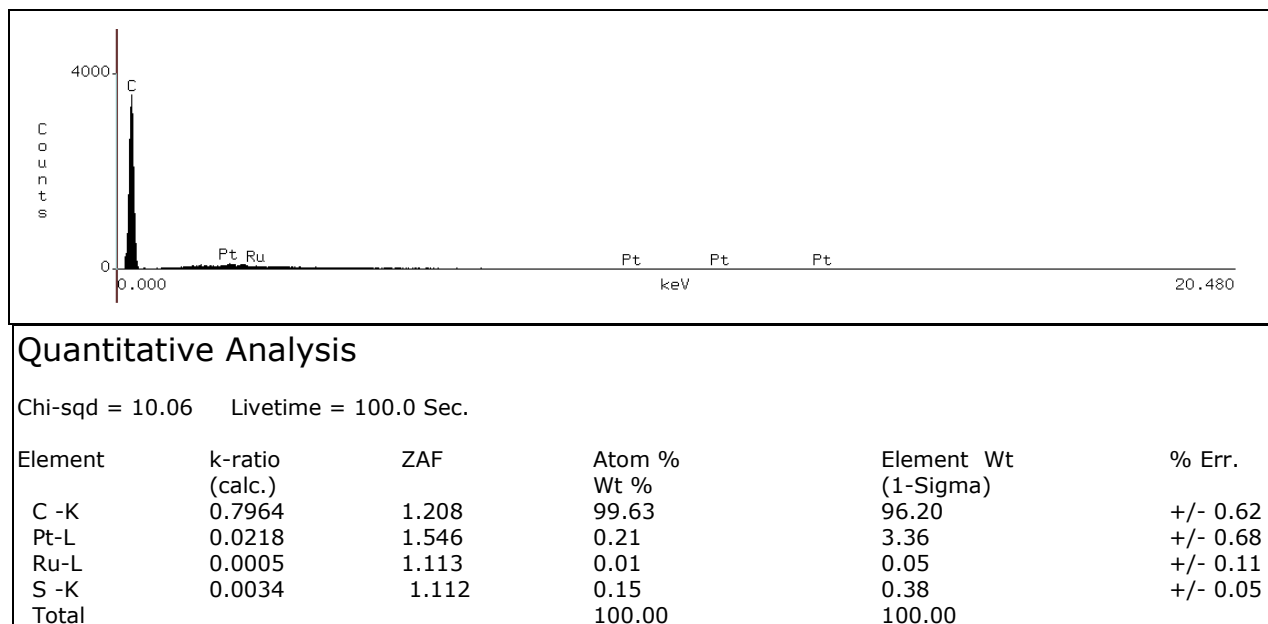 4000
C
Counts
Pt Ru Pt Pt Pt
0
0.000 keV 20.480
Quantitative Analysis
Chi-sqd = 10.06 Livetime = 100.0 Sec.
Element k-ratio ZAF Atom % Element Wt % Err.
(calc.) Wt % (1-Sigma)
C -K 0.7964 1.208 99.63 96.20 +/- 0.62
Pt-L 0.0218 1.546 0.21 3.36 +/- 0.68
Ru-L 0.0005 1.113 0.01 0.05 +/- 0.11
S -K 0.0034 1.112 0.15 0.38 +/- 0.05
Total 100.00 100.00